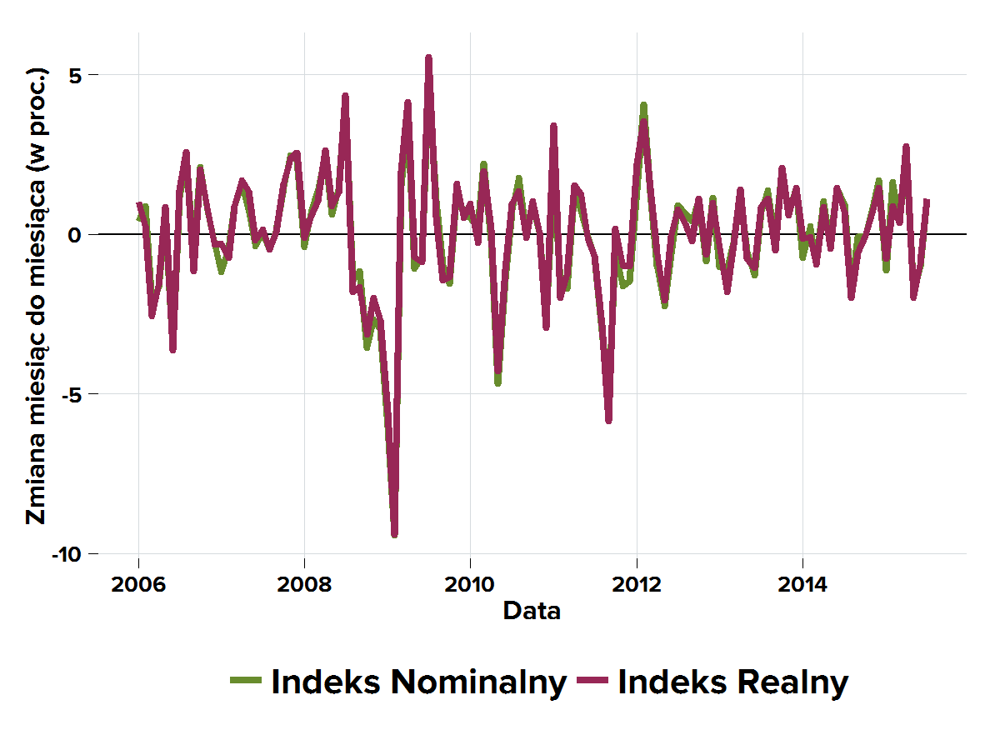 Zmiana miesiąc do miesiąca (w proc.)
5
0
-5
-10
2006 2008 2010 2012 2014
Data
Indeks Nominalny Indeks Realny